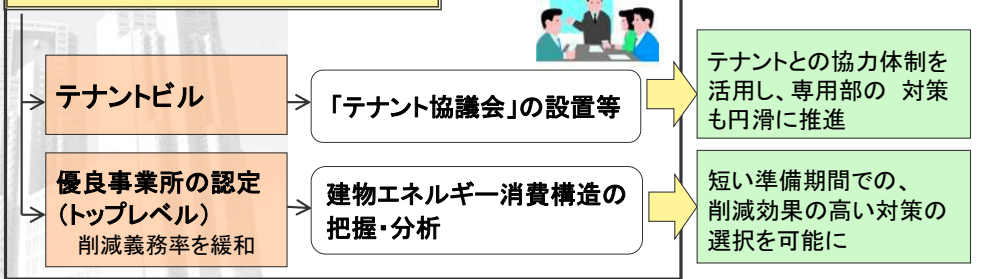 テナントビル
「テナント協議会」の設置等
テナントとの協力体制を
活用し、専用部の 対策
も円滑に推進
優良事業所の認定
(トップレベル)
削減義務率を緩和
建物エネルギー消費構造の
把握・分析
短い準備期間での、
削減効果の高い対策の
選択を可能に